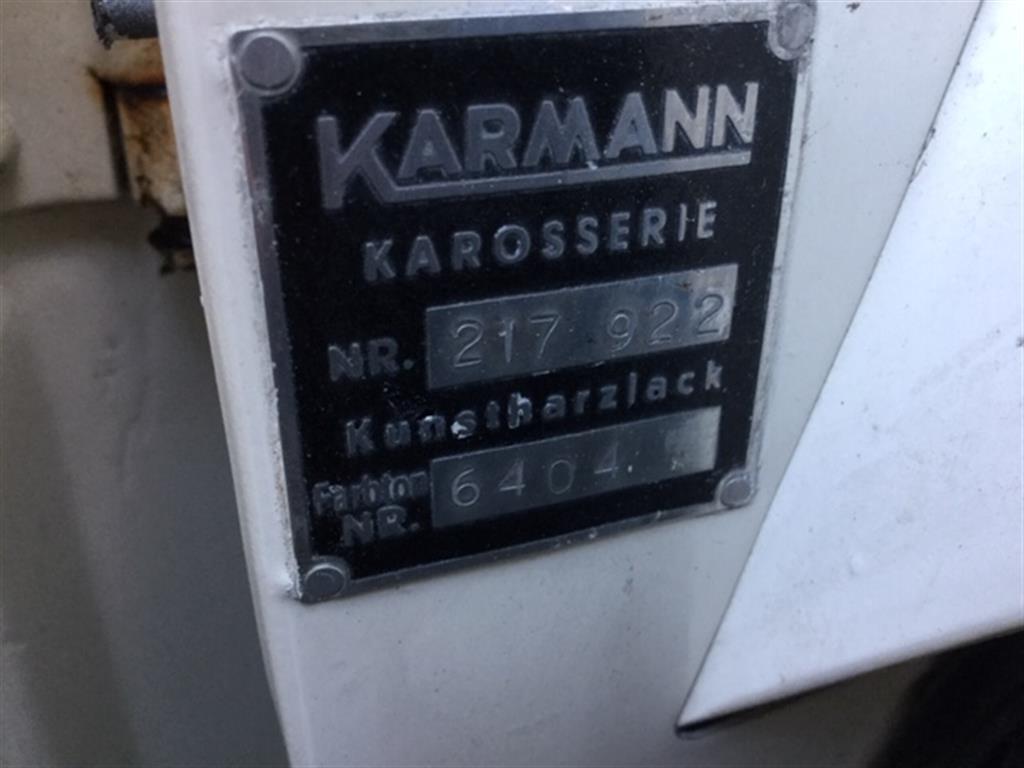 KARMANN
KAROSSERIE
NR. 217 922
Kunstharzlack
Farbton
NR. 6404